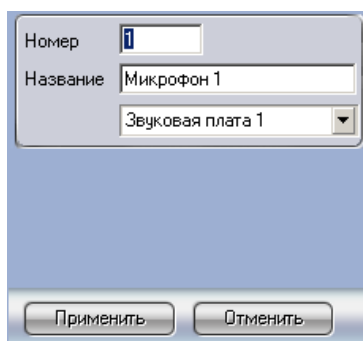 Номер 1
Название Микрофон 1
Звуковая плата 1
Применить Отменить